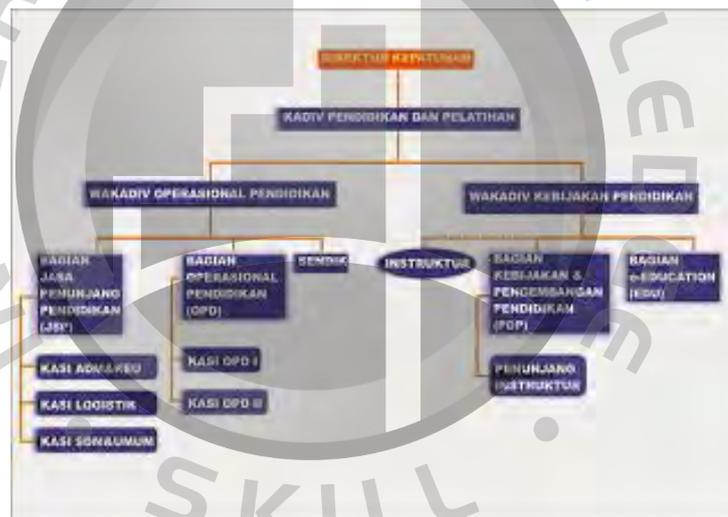 DIREKTUR KEPATUHAN
KADIV PENDIDIKAN DAN PELATIHAN
WAKADIV OPERASIONAL PENDIDIKAN
WAKADIV KEBIJAKAN PENDIDIKAN
BAGIAN
JASA
PENUNJANG
PENDIDIKAN
(JSP)
BAGIAN
OPERASIONAL
PENDIDIKAN
(OPD)
SENDIK
INSTRUKTUR
BAGIAN
KEBIJAKAN &
PENGEMBANGAN
PENDIDIKAN
BAGIAN
e-EDUCATION
(EDU)
KASI ADM&KEU
KASI LOGISTIK
KASI SDN&UMUM
KASI OPD I
KASI OPD II
PENUNJANG
INSTRUKTUR
SKILL